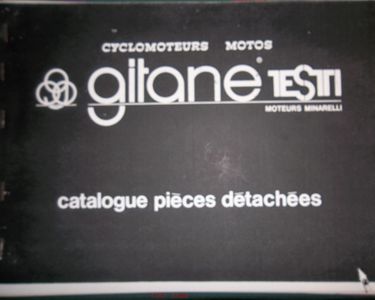 CYCLOMOTEURS MOTOS
gitane TESTI
MOTEURS MINARELLI
catalogue pièces détachées